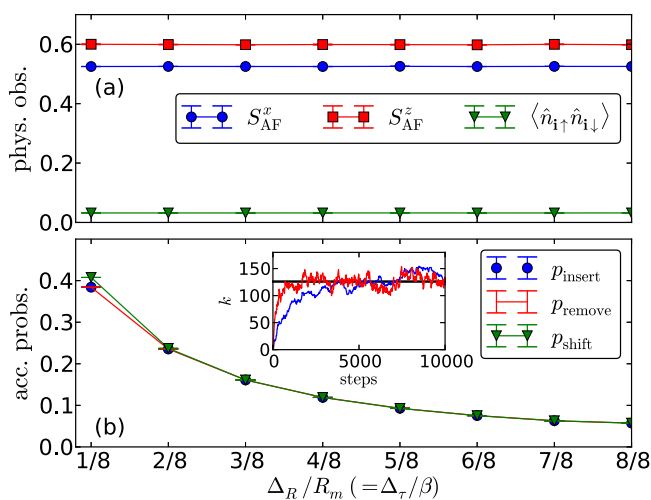 0.6
0.4
0.2
0.0
phys. obs.
(a)
S^x_AF
S^z_AF
⟨n̂_i↑ n̂_i↓⟩
0.4
0.3
0.2
0.1
0.0
acc. probs.
(b)
150
100
50
0
k
0
5000
10000
steps
p_insert
p_remove
p_shift
1/8
2/8
3/8
4/8
5/8
6/8
7/8
8/8
Δ_R/R_m (=Δ_τ/β)